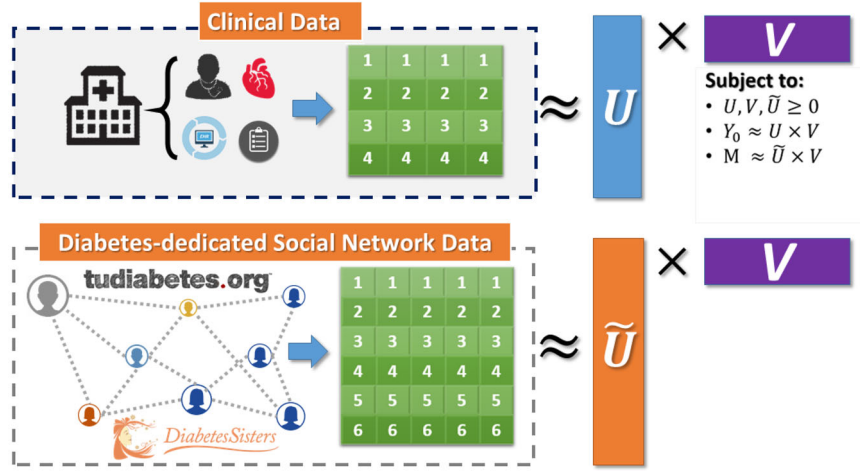 Clinical Data
1 1 1 1
2 2 2 2
3 3 3 3
4 4 4 4
≈ U × V
Subject to:
• U, V, Ũ ≥ 0
• Y₀ ≈ U × V
• M ≈ Ũ × V
Diabetes-dedicated Social Network Data
tudiabetes.org
1 1 1 1 1
2 2 2 2 2
3 3 3 3 3
4 4 4 4 4
5 5 5 5 5
6 6 6 6 6
≈ Ũ × V
DiabetesSisters